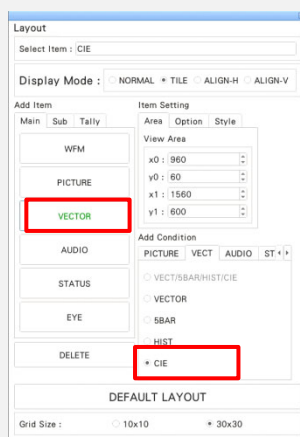 Layout
Select Item : CIE
Display Mode : NORMAL TILE ALIGN-H ALIGN-V
Add Item
Main Sub Tally
WFM
PICTURE
VECTOR
AUDIO
STATUS
EYE
DELETE
Item Setting
Area Option Style
View Area
x0 : 960
y0 : 60
x1 : 1560
y1 : 600
Add Condition
PICTURE VECT AUDIO ST
VECT/5BAR/HIST/CIE
VECTOR
5BAR
HIST
CIE
DEFAULT LAYOUT
Grid Size : 10x10 30x30